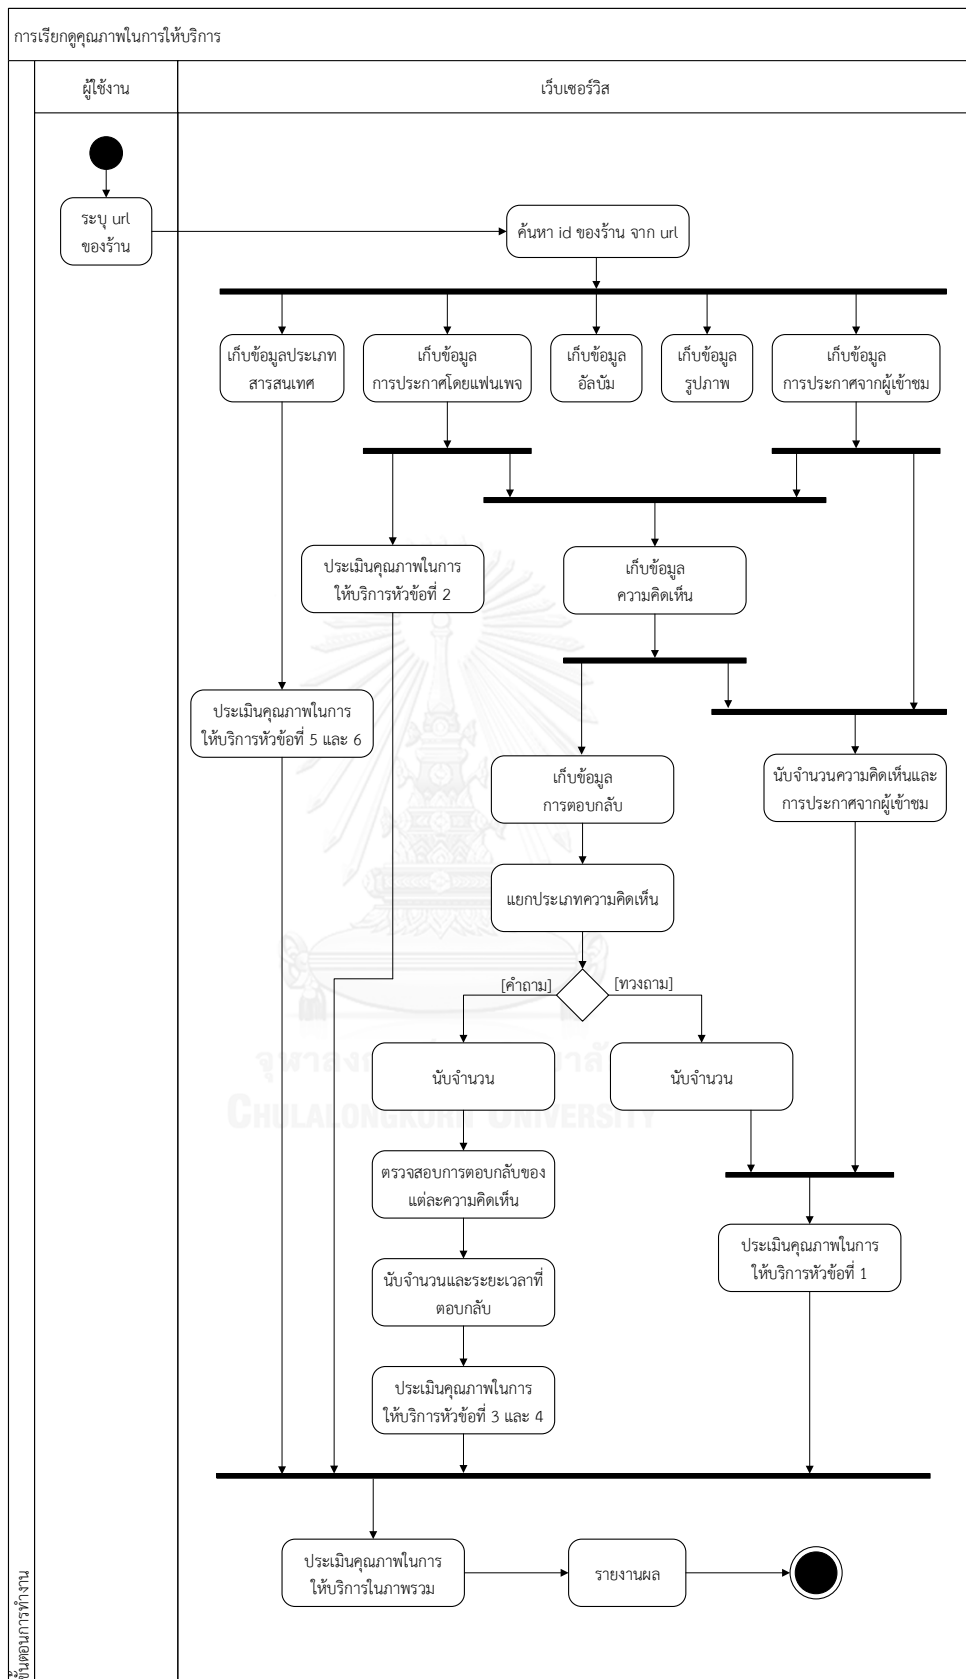 การเรียกดูคุณภาพในการให้บริการ
ผู้ใช้งาน
เว็บเซอร์วิส
ระบุ url
ของร้าน
ค้นหา id ของร้าน จาก url
เก็บข้อมูลประเภท
สารสนเทศ
เก็บข้อมูล
การประกาศโดยแฟนเพจ
เก็บข้อมูล
อัลบัม
เก็บข้อมูล
รูปภาพ
เก็บข้อมูล
การประกาศจากผู้เข้าชม
ประเมินคุณภาพในการ
ให้บริการหัวข้อที่ 2
เก็บข้อมูล
ความคิดเห็น
ประเมินคุณภาพในการ
ให้บริการหัวข้อที่ 5 และ 6
เก็บข้อมูล
การตอบกลับ
นับจำนวนความคิดเห็นและ
การประกาศจากผู้เข้าชม
แยกประเภทความคิดเห็น
[คำถาม]
[ทวงถาม]
นับจำนวน
นับจำนวน
CHULALONGKORN UNIVERSITY
ตรวจสอบการตอบกลับของ
แต่ละความคิดเห็น
ประเมินคุณภาพในการ
ให้บริการหัวข้อที่ 1
นับจำนวนและระยะเวลาที่
ตอบกลับ
ประเมินคุณภาพในการ
ให้บริการหัวข้อที่ 3 และ 4
ประเมินคุณภาพในการ
ให้บริการในภาพรวม
รายงานผล
ขั้นตอนการทำงาน